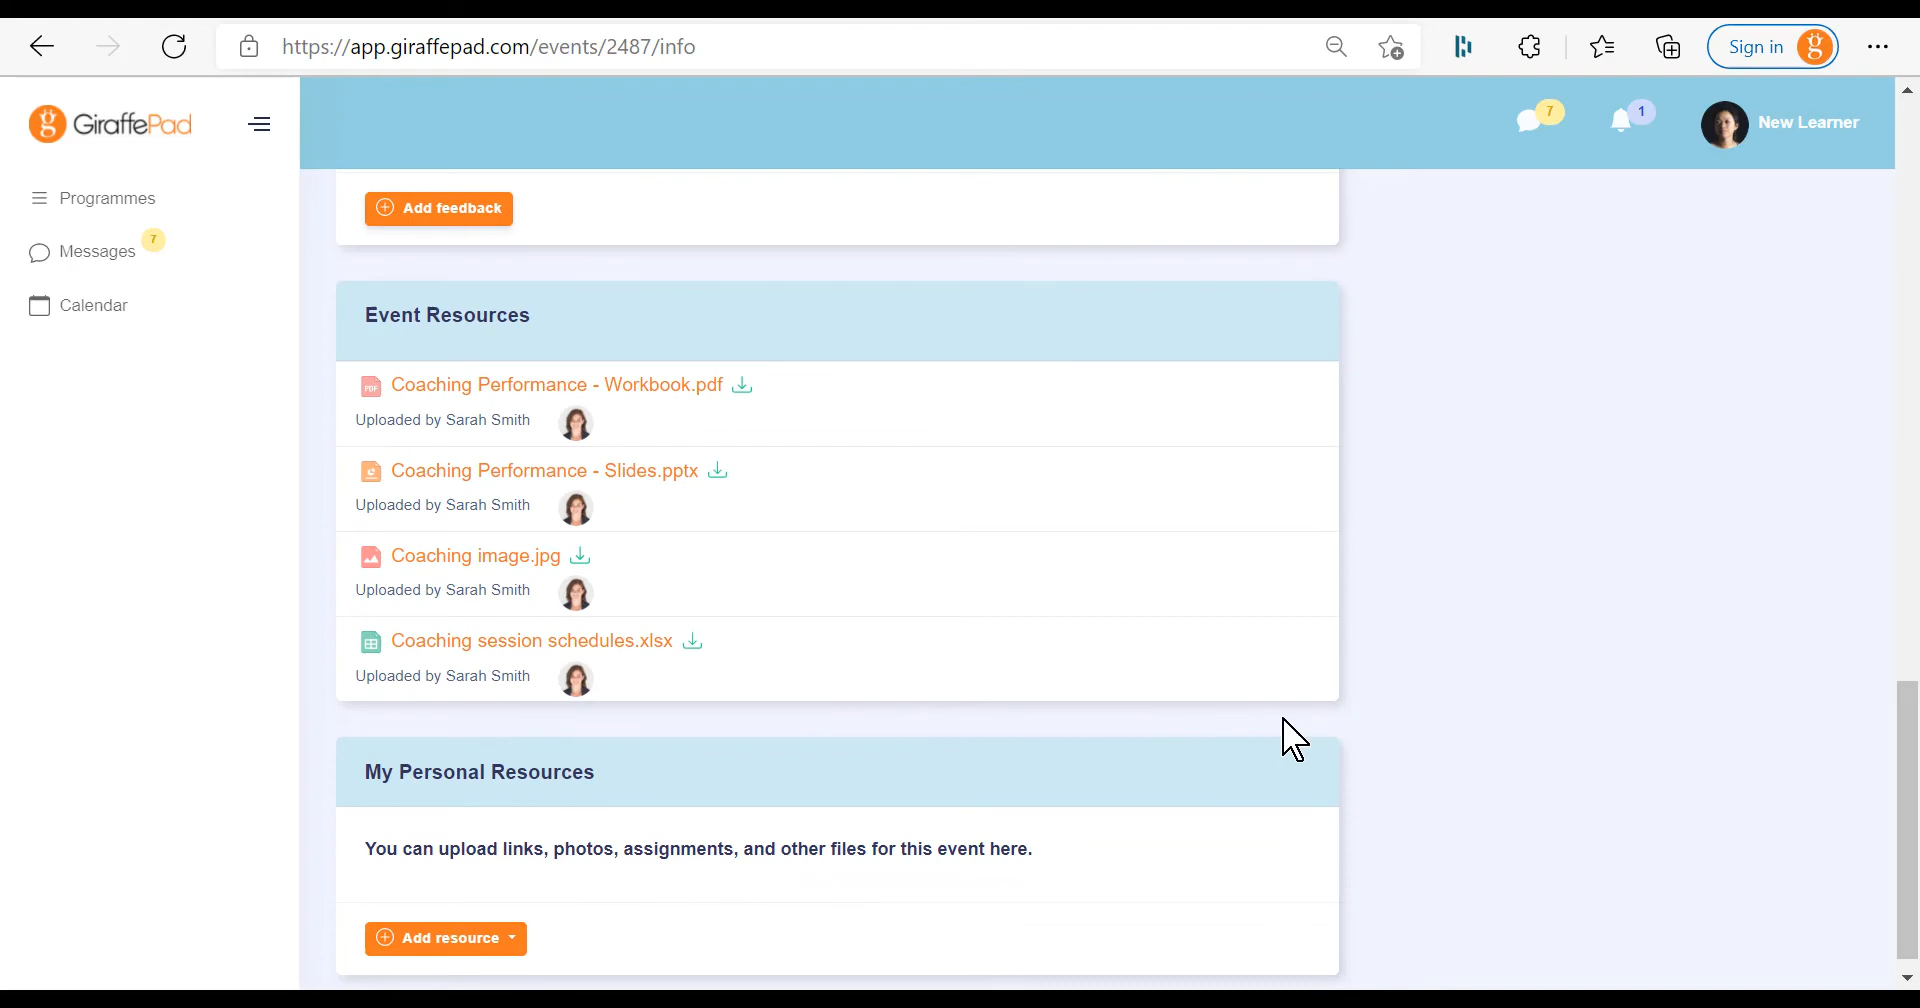 https://app.giraffepad.com/events/2487/info
Sign in
GiraffePad
7
1
New Learner
Programmes
Messages
7
Calendar
Add feedback
Event Resources
PDF
Coaching Performance - Workbook.pdf
Uploaded by Sarah Smith
Coaching Performance - Slides.pptx
Uploaded by Sarah Smith
Coaching image.jpg
Uploaded by Sarah Smith
Coaching session schedules.xlsx
Uploaded by Sarah Smith
My Personal Resources
You can upload links, photos, assignments, and other files for this event here.
Add resource